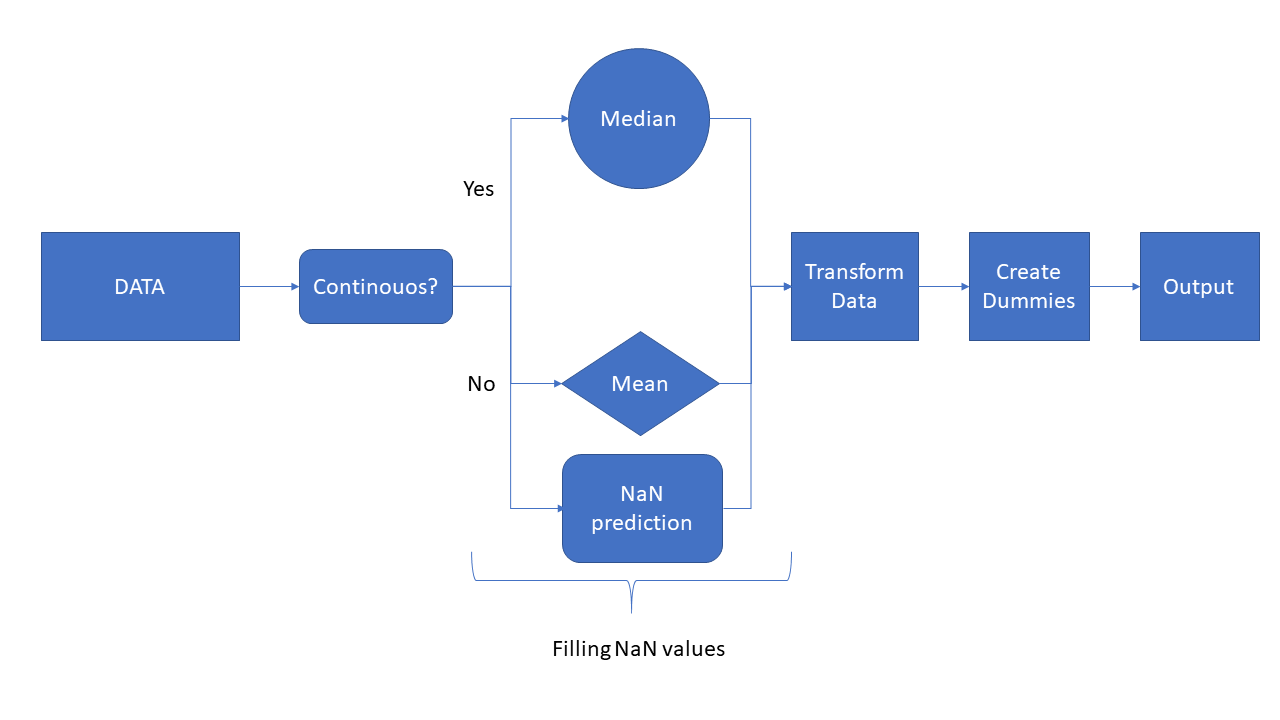 Median
Yes
DATA
Continouos?
Transform
Data
Create
Dummies
Output
No
Mean
NaN
prediction
Filling NaN values